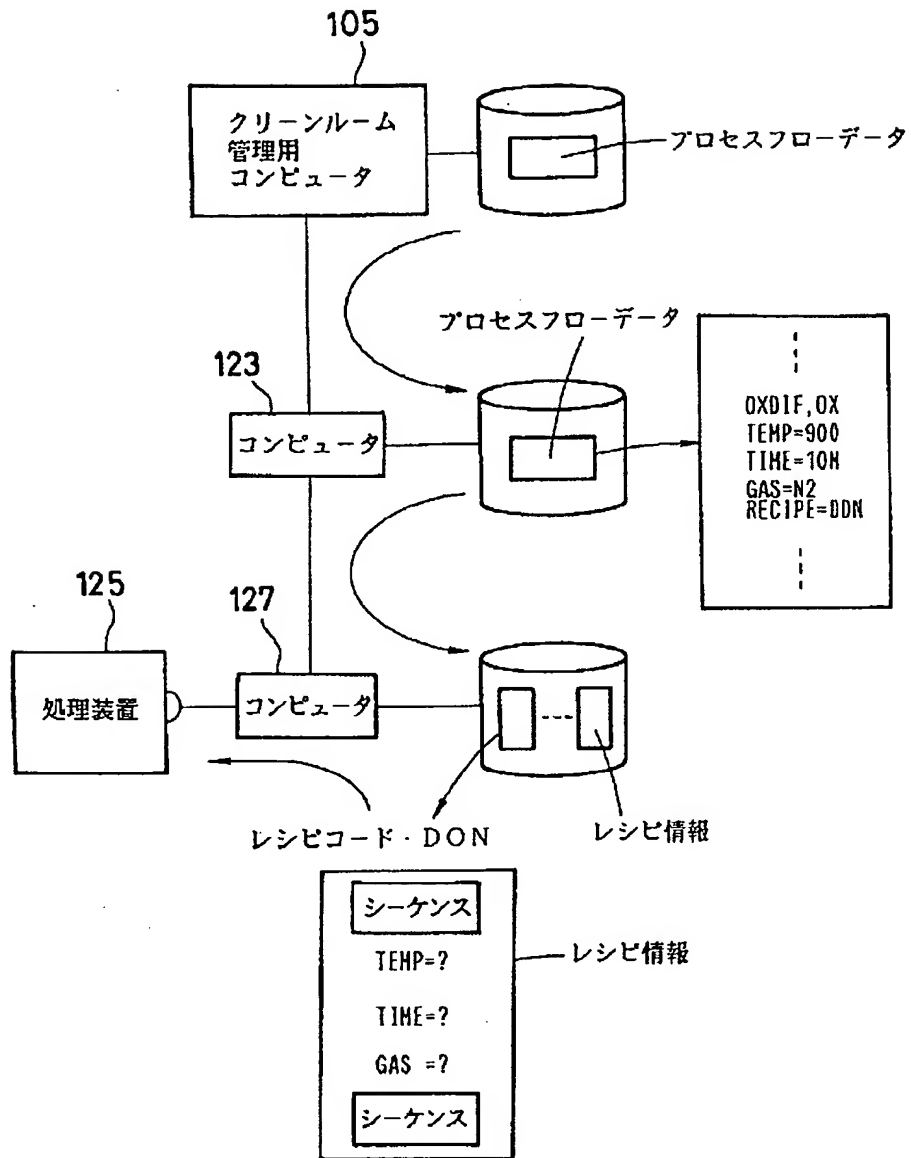 105
クリーンルーム
管理用
コンピュータ
プロセスフローデータ
プロセスフローデータ
123
コンピュータ
OXDIF,OX
TEMP=900
TIME=10M
GAS=N2
RECIPE=DDN
125
127
処理装置
コンピュータ
レシピコード・DON
レシピ情報
シーケンス
TEMP=?
レシピ情報
TIME=?
GAS =?
シーケンス